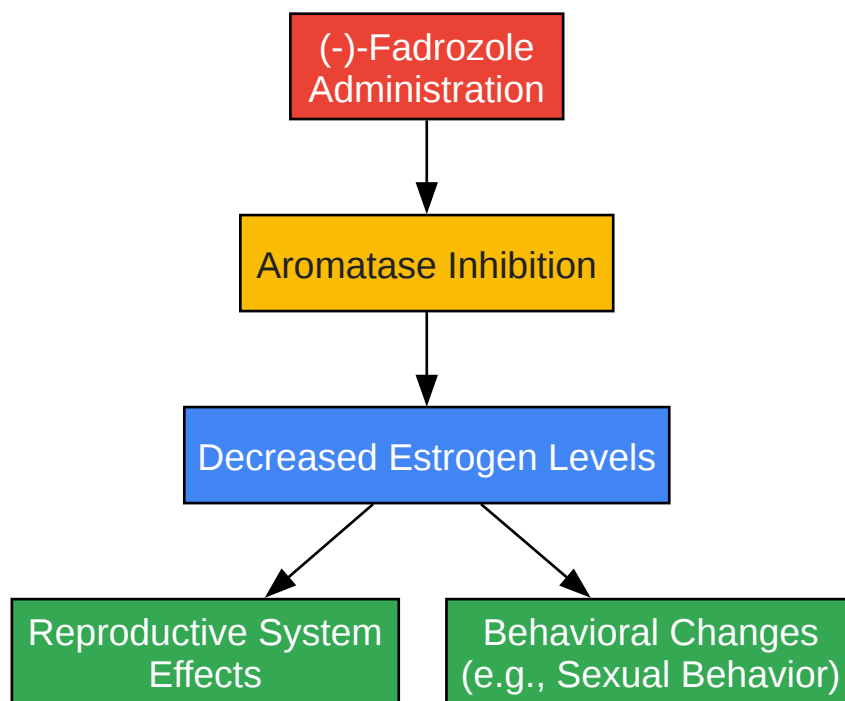 (-)-Fadrozole
Administration
Aromatase Inhibition
Decreased Estrogen Levels
Reproductive System
Effects
Behavioral Changes
(e.g., Sexual Behavior)